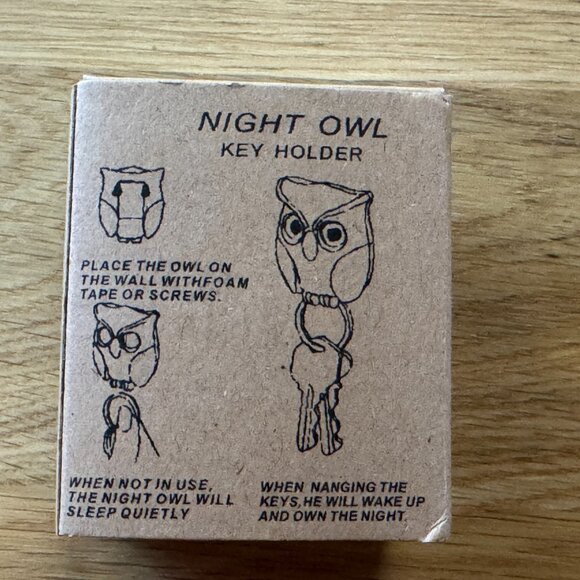 NIGHT OWL
KEY HOLDER
PLACE THE OWL ON
THE WALL WITHFOAM
TAPE OR SCREWS.
WHEN NOT IN USE,
THE NIGHT OWL WILL
SLEEP QUIETLY
WHEN NANGING THE
KEYS, HE WILL WAKE UP
AND OWN THE NIGHT.